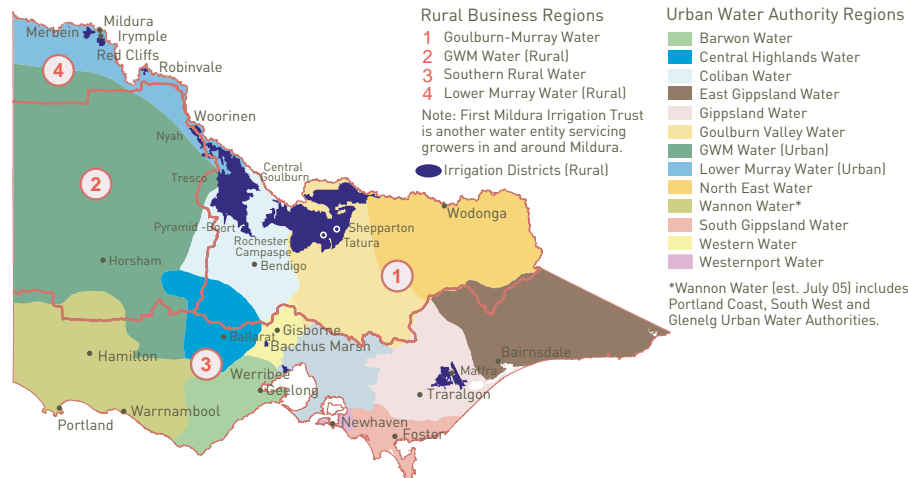 Rural Business Regions
1 Goulburn-Murray Water
2 GWM Water (Rural)
3 Southern Rural Water
4 Lower Murray Water (Rural)
Note: First Mildura Irrigation Trust
is another water entity servicing
growers in and around Mildura.
Irrigation Districts (Rural)
Urban Water Authority Regions
Barwon Water
Central Highlands Water
Coliban Water
East Gippsland Water
Gippsland Water
Goulburn Valley Water
GWM Water (Urban)
Lower Murray Water (Urban)
North East Water
Wannon Water*
South Gippsland Water
Western Water
Westernport Water
*Wannon Water (est. July 05) includes
Portland Coast, South West and
Glenelg Urban Water Authorities.
Mildura
Merbein
Irymple
Red Cliffs
4
Robinvale
Woorinen
Nyah
Central
Goulburn
Tresco
2
Wodonga
Pyramid -Boort
Shepparton
Rochester-
Campaspe
Tatura
Horsham
Bendigo
1
Gisborne
Ballarat
Bacchus Marsh
Hamilton
3
Bairnsdale
Werribee
Maffra
Geelong
Traralgon
Warrnambool
Portland
Newhaven
Foster